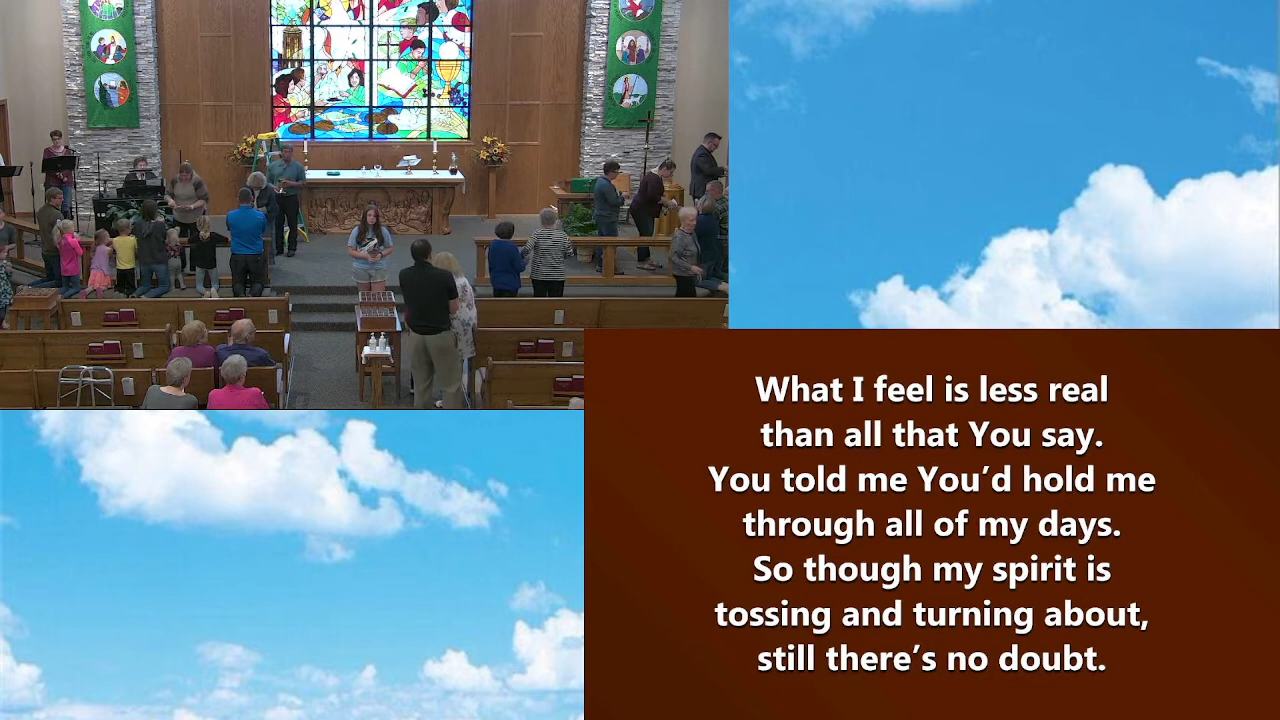 What I feel is less real
than all that You say.
You told me You’d hold me
through all of my days.
So though my spirit is
tossing and turning about,
still there’s no doubt.